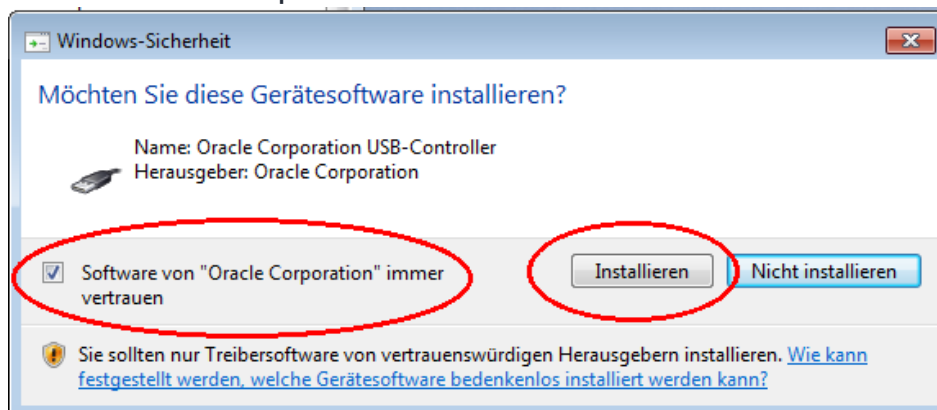 Windows-Sicherheit
Möchten Sie diese Gerätesoftware installieren?
Name: Oracle Corporation USB-Controller
Herausgeber: Oracle Corporation
Software von "Oracle Corporation" immer
vertrauen
Installieren
Nicht installieren
Sie sollten nur Treibersoftware von vertrauenswürdigen Herausgebern installieren. Wie kann
festgestellt werden, welche Gerätesoftware bedenkenlos installiert werden kann?